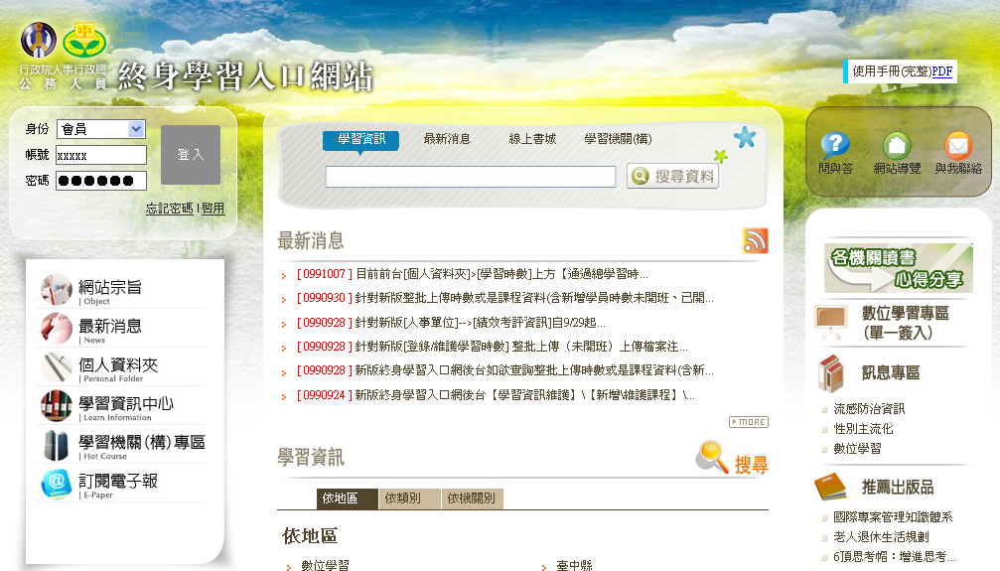 行政院人事行政局
公務人員
終身學習入口網站
使用手冊(完整)PDF
身份
會員
帳號
xxxxx
密碼
登入
忘記密碼 | 啓用
學習資訊
最新消息
線上書城
學習機關(構)
搜尋資料
問與答
網站導覽
與我聯絡
網站宗旨
| Object
最新消息
| News
個人資料夾
| Personal Folder
學習資訊中心
| Learn Information
學習機關(構)專區
| Hot Course
訂閱電子報
| E-Paper
最新消息
[ 0991007 ] 目前前台[個人資料夾]>[學習時數]上方【通過總學習時...
[ 0990930 ] 針對新版整批上傳時數或是課程資料(含新增學員時數未開班、已開...
[ 0990928 ] 針對新版[人事單位]-->[績效考評資訊]自9/29起...
[ 0990928 ] 針對新版[登錄/維護學習時數] 整批上傳（未開班）上傳檔案注...
[ 0990928 ] 新版終身學習入口網後台如欲查詢整批上傳時數或是課程資料(含新...
[ 0990924 ] 新版終身學習入口網後台【學習資訊維護】\【新增\維護課程】\...
MORE
學習資訊
搜尋
依地區
依類別
依機關別
依地區
數位學習
臺中縣
各機關讀書
心得分享
數位學習專區
(單一簽入)
訊息專區
流感防治資訊
性別主流化
數位學習
推薦出版品
國際專案管理知識體系
老人退休生活規劃
6頂思考帽：增進思考...